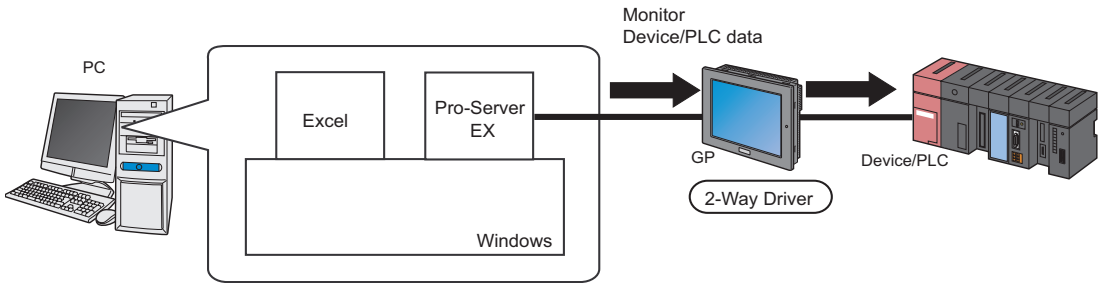 Monitor
Device/PLC data
PC
Excel
Pro-Server
EX
Windows
GP
2-Way Driver
Device/PLC